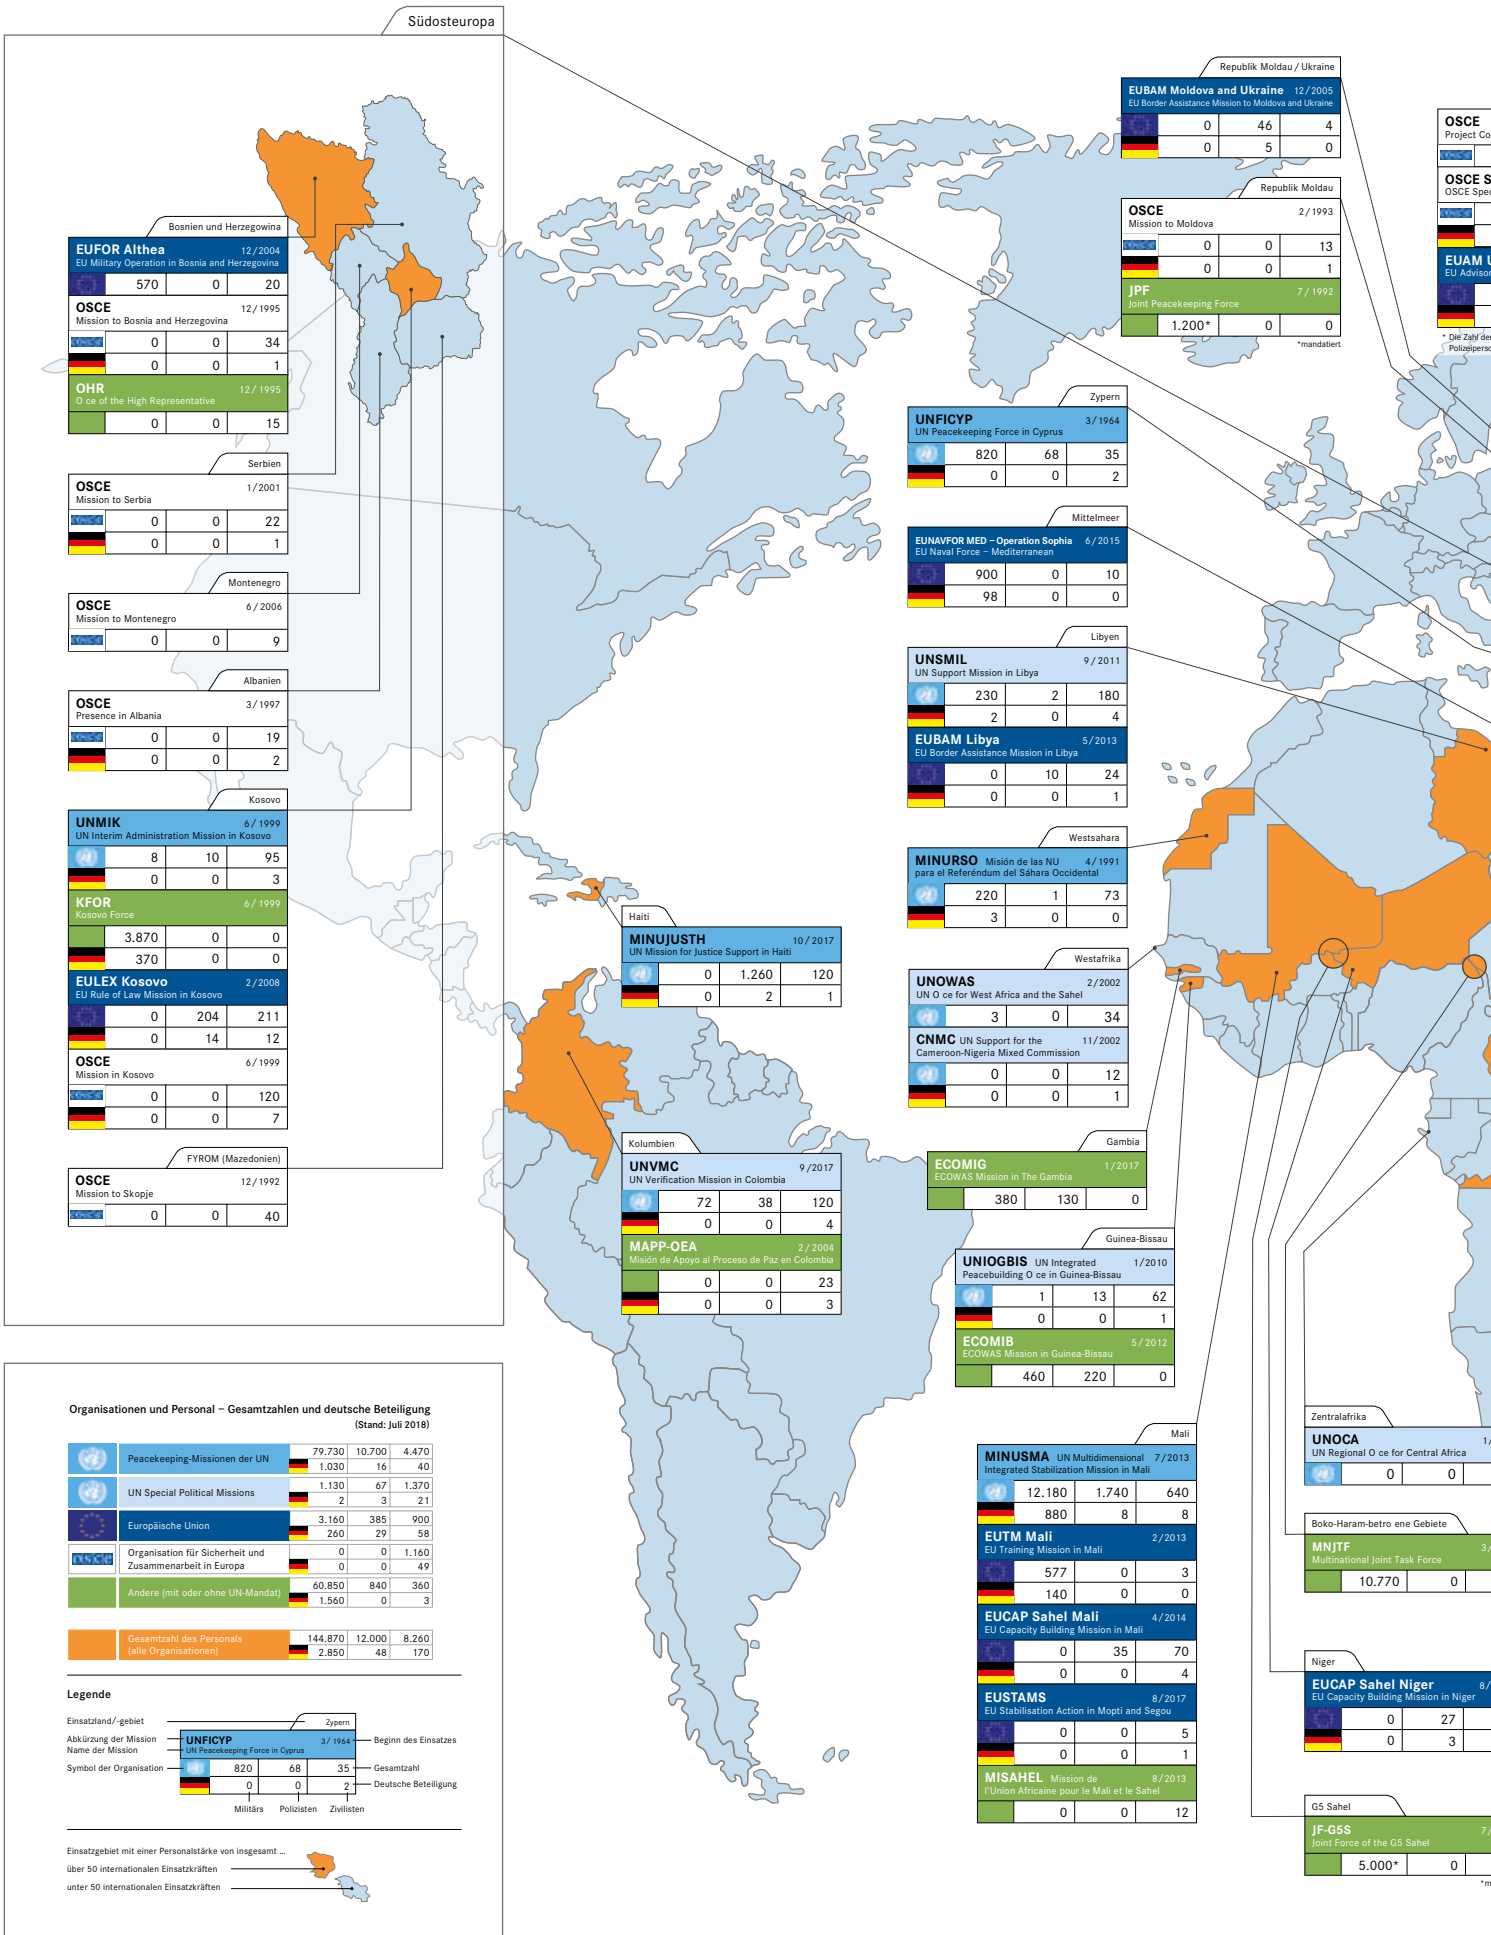 Südosteuropa
Bosnien und Herzegowina
EUFOR Althea 12/2004
EU Military Operation in Bosnia and Herzegovina
570 0 20
OSCE 12/1995
Mission to Bosnia and Herzegovina
0 0 34
0 0 1
OHR 12/1995
O ce of the High Representative
0 0 15
Serbien
OSCE 1/2001
Mission to Serbia
0 0 22
0 0 1
Montenegro
OSCE 6/2006
Mission to Montenegro
0 0 9
Albanien
OSCE 3/1997
Presence in Albania
0 0 19
0 0 2
Kosovo
UNMIK 6/1999
UN Interim Administration Mission in Kosovo
8 10 95
0 0 3
KFOR 6/1999
Kosovo Force
3.870 0 0
370 0 0
EULEX Kosovo 2/2008
EU Rule of Law Mission in Kosovo
0 204 211
0 14 12
OSCE 6/1999
Mission in Kosovo
0 0 120
0 0 7
FYROM (Mazedonien)
OSCE 12/1992
Mission to Skopje
0 0 40
Organisationen und Personal – Gesamtzahlen und deutsche Beteiligung
(Stand: Juli 2018)
Peacekeeping-Missionen der UN
79.730 10.700 4.470
1.030 16 40
UN Special Political Missions
1.130 67 1.370
2 3 21
Europäische Union
3.160 385 900
260 29 58
OSCE
Organisation für Sicherheit und
Zusammenarbeit in Europa
0 0 1.160
0 0 49
Andere (mit oder ohne UN-Mandat)
60.850 840 360
1.560 0 3
Gesamtzahl des Personals
(alle Organisationen)
144.870 12.000 8.260
2.850 48 170
Legende
Einsatzland/-gebiet
Zypern
Abkürzung der Mission
Name der Mission
UNFICYP 3/1964
UN Peacekeeping Force in Cyprus
Beginn des Einsatzes
Symbol der Organisation
820 68 35
Gesamtzahl
0 0 2
Deutsche Beteiligung
Militärs Polizisten Zivilisten
Einsatzgebiet mit einer Personalstärke von insgesamt ...
über 50 internationalen Einsatzkräften
unter 50 internationalen Einsatzkräften
Haiti
MINUJUSTH 10/2017
UN Mission for Justice Support in Haiti
0 1.260 120
0 2 1
Kolumbien
UNVMC 9/2017
UN Verification Mission in Colombia
72 38 120
0 0 4
MAPP-OEA 2/2004
Misión de Apoyo al Proceso de Paz en Colombia
0 0 23
0 0 3
Republik Moldau / Ukraine
EUBAM Moldova and Ukraine 12/2005
EU Border Assistance Mission to Moldova and Ukraine
0 46 4
0 5 0
Republik Moldau
OSCE 2/1993
Mission to Moldova
0 0 13
0 0 1
JPF 7/1992
Joint Peacekeeping Force
1.200* 0 0
*mandatiert
Zypern
UNFICYP 3/1964
UN Peacekeeping Force in Cyprus
820 68 35
0 0 2
Mittelmeer
EUNAVFOR MED – Operation Sophia 6/2015
EU Naval Force – Mediterranean
900 0 10
98 0 0
Libyen
UNSMIL 9/2011
UN Support Mission in Libya
230 2 180
2 0 4
EUBAM Libya 5/2013
EU Border Assistance Mission in Libya
0 10 24
0 0 1
Westsahara
MINURSO Misión de las NU 4/1991
para el Referéndum del Sáhara Occidental
220 1 73
3 0 0
Westafrika
UNOWAS 2/2002
UN O ce for West Africa and the Sahel
3 0 34
CNMC UN Support for the 11/2002
Cameroon-Nigeria Mixed Commission
0 0 12
0 0 1
Gambia
ECOMIG 1/2017
ECOWAS Mission in The Gambia
380 130 0
Guinea-Bissau
UNIOGBIS UN Integrated 1/2010
Peacebuilding O ce in Guinea-Bissau
1 13 62
0 0 1
ECOMIB 5/2012
ECOWAS Mission in Guinea-Bissau
460 220 0
Mali
MINUSMA UN Multidimensional 7/2013
Integrated Stabilization Mission in Mali
12.180 1.740 640
880 8 8
EUTM Mali 2/2013
EU Training Mission in Mali
577 0 3
140 0 0
EUCAP Sahel Mali 4/2014
EU Capacity Building Mission in Mali
0 35 70
0 0 4
EUSTAMS 8/2017
EU Stabilisation Action in Mopti and Segou
0 0 5
0 0 1
MISAHEL Mission de 8/2013
l'Union Africaine pour le Mali et le Sahel
0 0 12
OSCE
Project Co
OSCE S
OSCE Spec
EUAM U
EU Advisor
* Die Zahl der
Polizeiperso
Zentralafrika
UNOCA 1/
UN Regional O ce for Central Africa
0 0
Boko-Haram-betro ene Gebiete
MNJTF 3/
Multinational Joint Task Force
10.770 0
Niger
EUCAP Sahel Niger 8/
EU Capacity Building Mission in Niger
0 27
0 3
G5 Sahel
JF-G5S 7/
Joint Force of the G5 Sahel
5.000* 0
*m